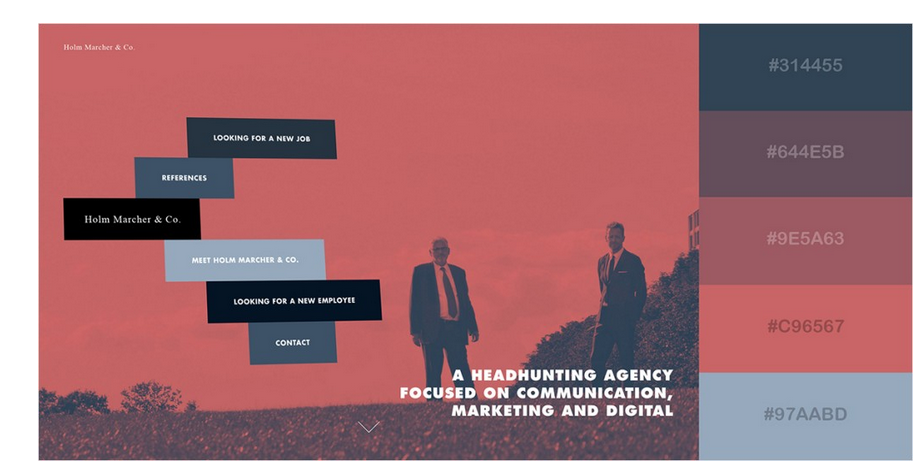 Holm Marcher & Co.
LOOKING FOR A NEW JOB
REFERENCES
Holm Marcher & Co.
MEET HOLM MARCHER & CO.
LOOKING FOR A NEW EMPLOYEE
CONTACT
A HEADHUNTING AGENCY
FOCUSED ON COMMUNICATION,
MARKETING AND DIGITAL
#314455
#644E5B
#9E5A63
#C96567
#97AABD